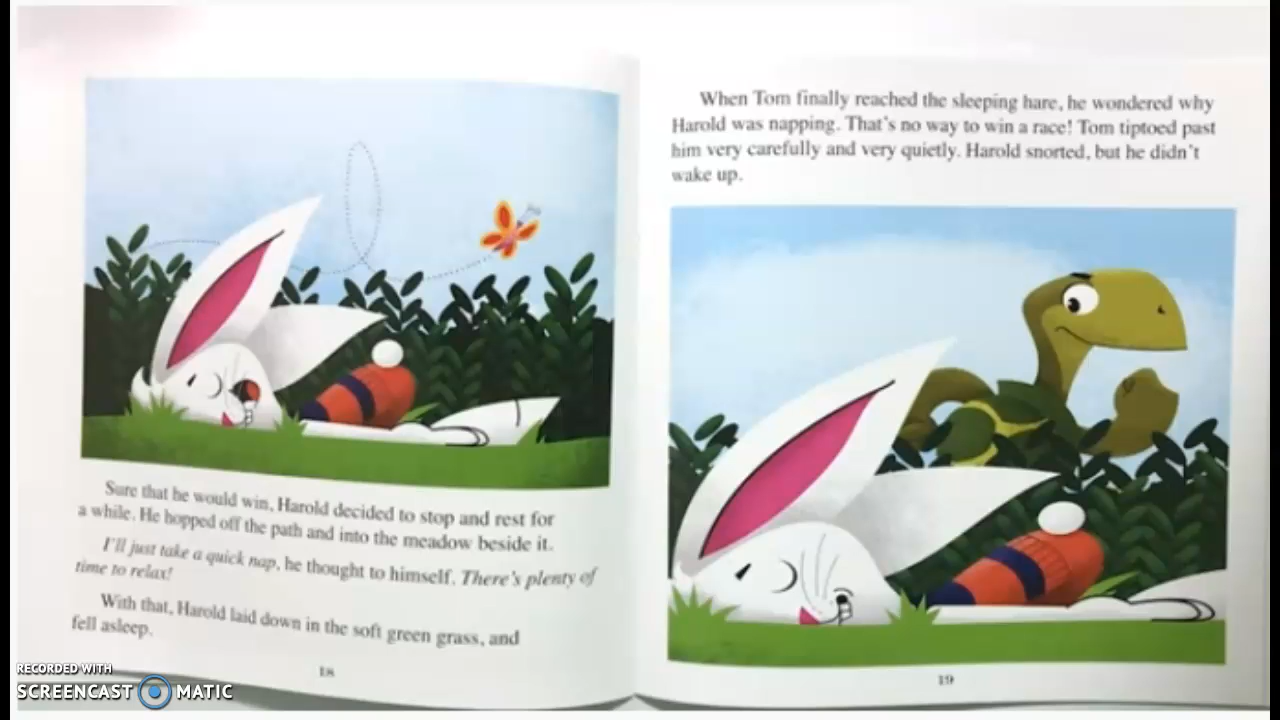 Sure that he would win, Harold decided to stop and rest for
a while. He hopped off the path and into the meadow beside it.
I'll just take a quick nap, he thought to himself. There's plenty of
time to relax!
With that, Harold laid down in the soft green grass, and
fell asleep.
18
When Tom finally reached the sleeping hare, he wondered why
Harold was napping. That's no way to win a race! Tom tiptoed past
him very carefully and very quietly. Harold snorted, but he didn't
wake up.
19
RECORDED WITH
SCREENCAST MATIC